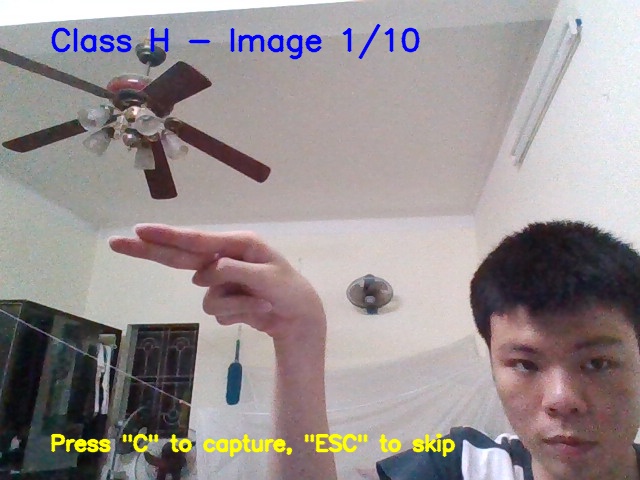 Class H - Image 1/10
Press "C" to capture, "ESC" to skip